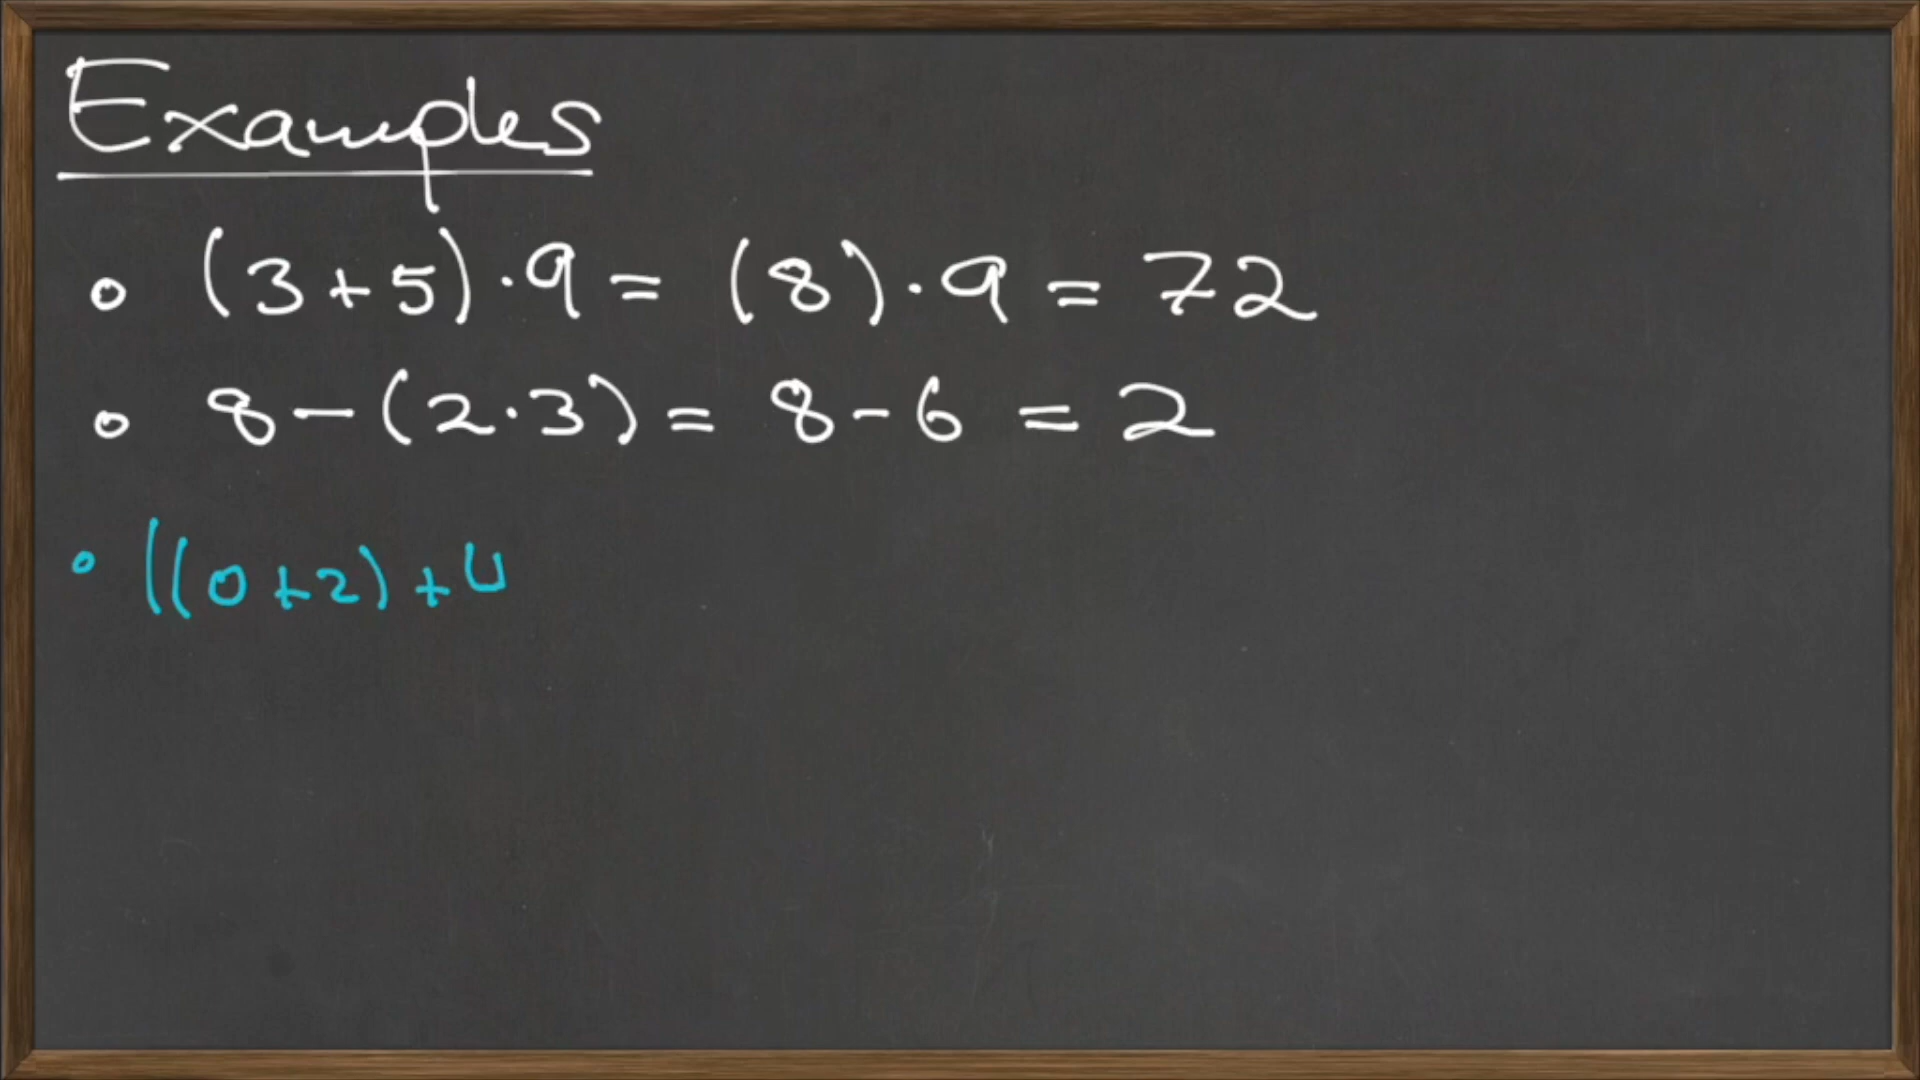 Examples
∘ (3+5)·9 = (8)·9 = 72
∘ 8-(2·3) = 8-6 = 2
∘ ((0+2)+4